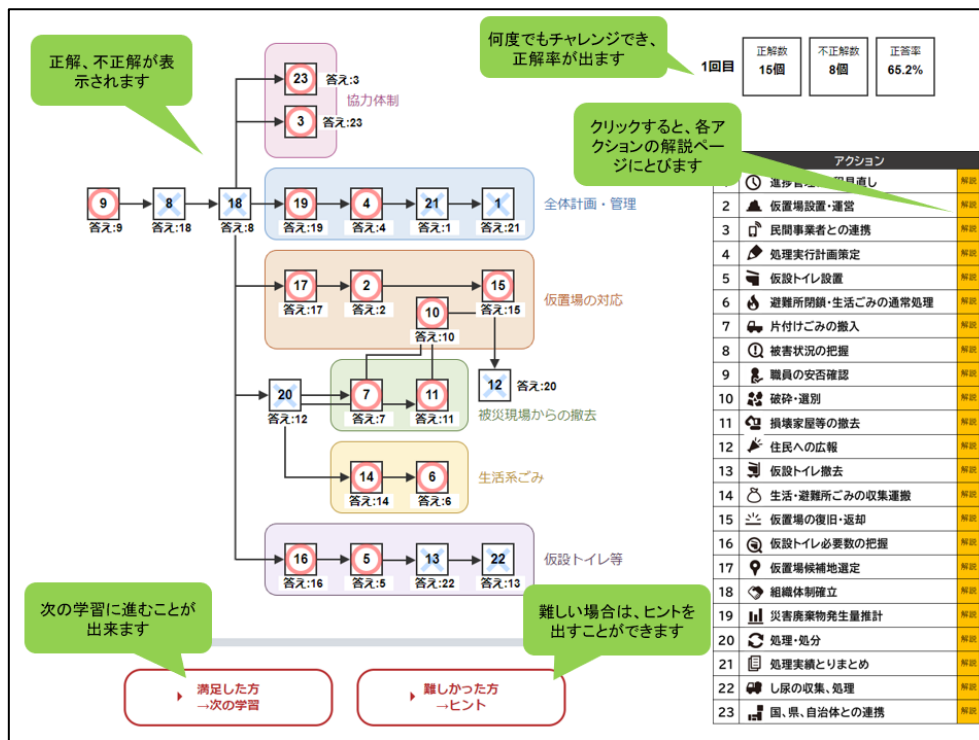 正解、不正解が表
示されます
何度でもチャレンジでき、
正解率が出ます
1回目
正解数
15個
不正解数
8個
正答率
65.2%
クリックすると、各ア
クションの解説ペー
ジにとびます
23
答え:3
協力体制
3
答え:23
9
答え:9
8
答え:18
18
答え:8
19
答え:19
4
答え:4
21
答え:1
1
答え:21
全体計画・管理
17
答え:17
2
答え:2
15
答え:15
仮置場の対応
10
答え:10
12
答え:20
20
答え:12
7
答え:7
11
答え:11
被災現場からの撤去
14
答え:14
6
答え:6
生活系ごみ
16
答え:16
5
答え:5
13
答え:22
22
答え:13
仮設トイレ等
次の学習に進むことが
出来ます
難しい場合は、ヒントを
出すことができます
満足した方
→次の学習
難しかった方
→ヒント
アクション
進捗管理 見直し 解説
2 仮置場設置・運営 解説
3 民間事業者との連携 解説
4 処理実行計画策定 解説
5 仮設トイレ設置 解説
6 避難所閉鎖・生活ごみの通常処理 解説
7 片付けごみの搬入 解説
8 被害状況の把握 解説
9 職員の安否確認 解説
10 破砕・選別 解説
11 損壊家屋等の撤去 解説
12 住民への広報 解説
13 仮設トイレ撤去 解説
14 生活・避難所ごみの収集運搬 解説
15 仮置場の復旧・返却 解説
16 仮設トイレ必要数の把握 解説
17 仮置場候補地選定 解説
18 組織体制確立 解説
19 災害廃棄物発生量推計 解説
20 処理・処分 解説
21 処理実績とりまとめ 解説
22 し尿の収集、処理 解説
23 国、県、自治体との連携 解説